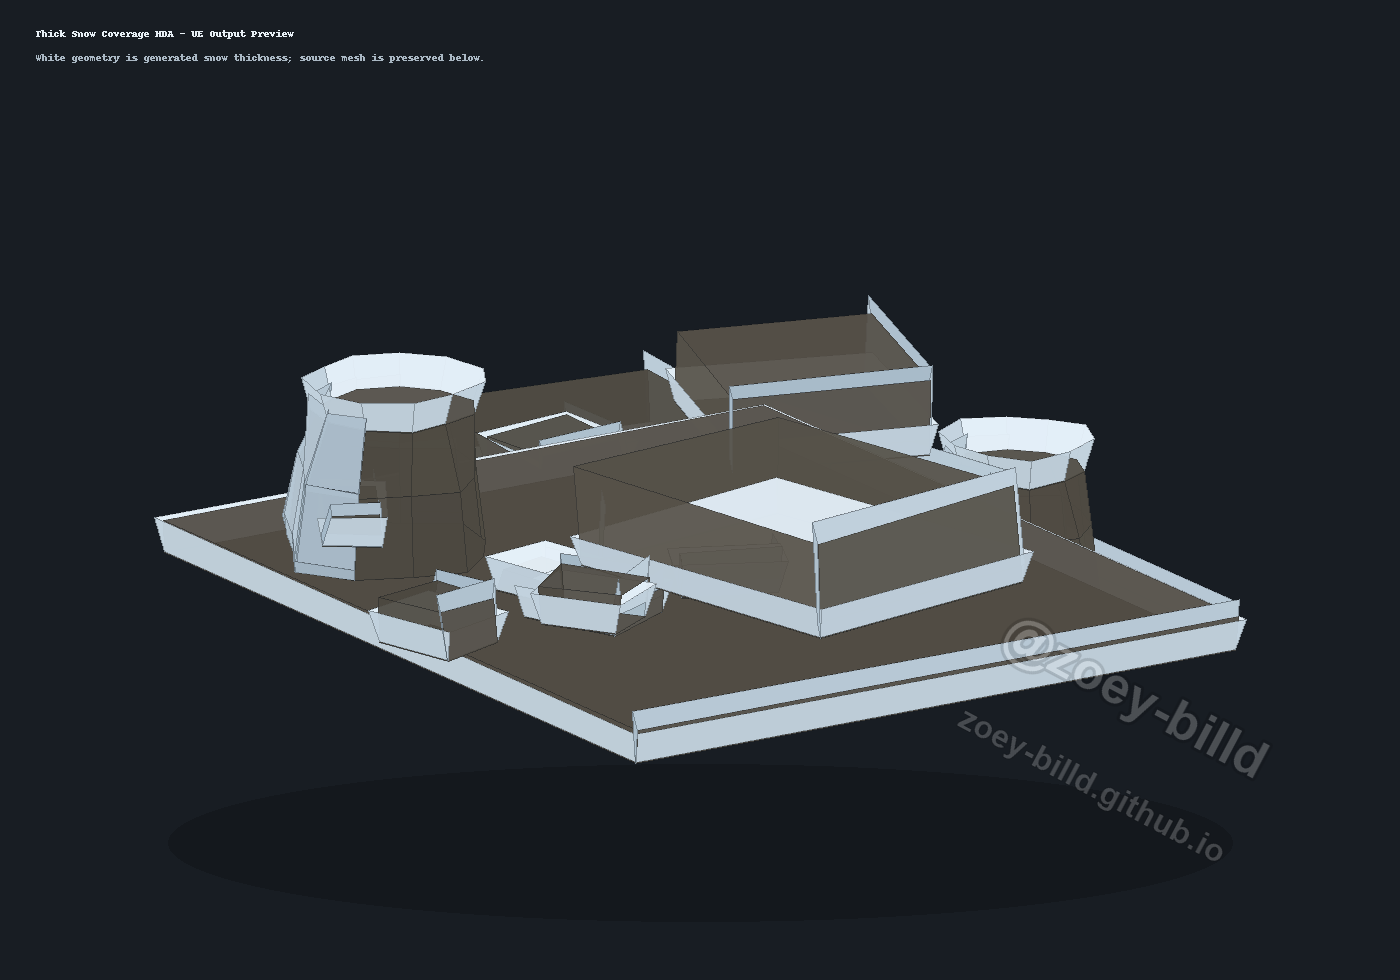 Thick Snow Coverage HDA - UE Output Preview
White geometry is generated snow thickness; source mesh is preserved below.
@zoey-billd
zoey-billd.github.io